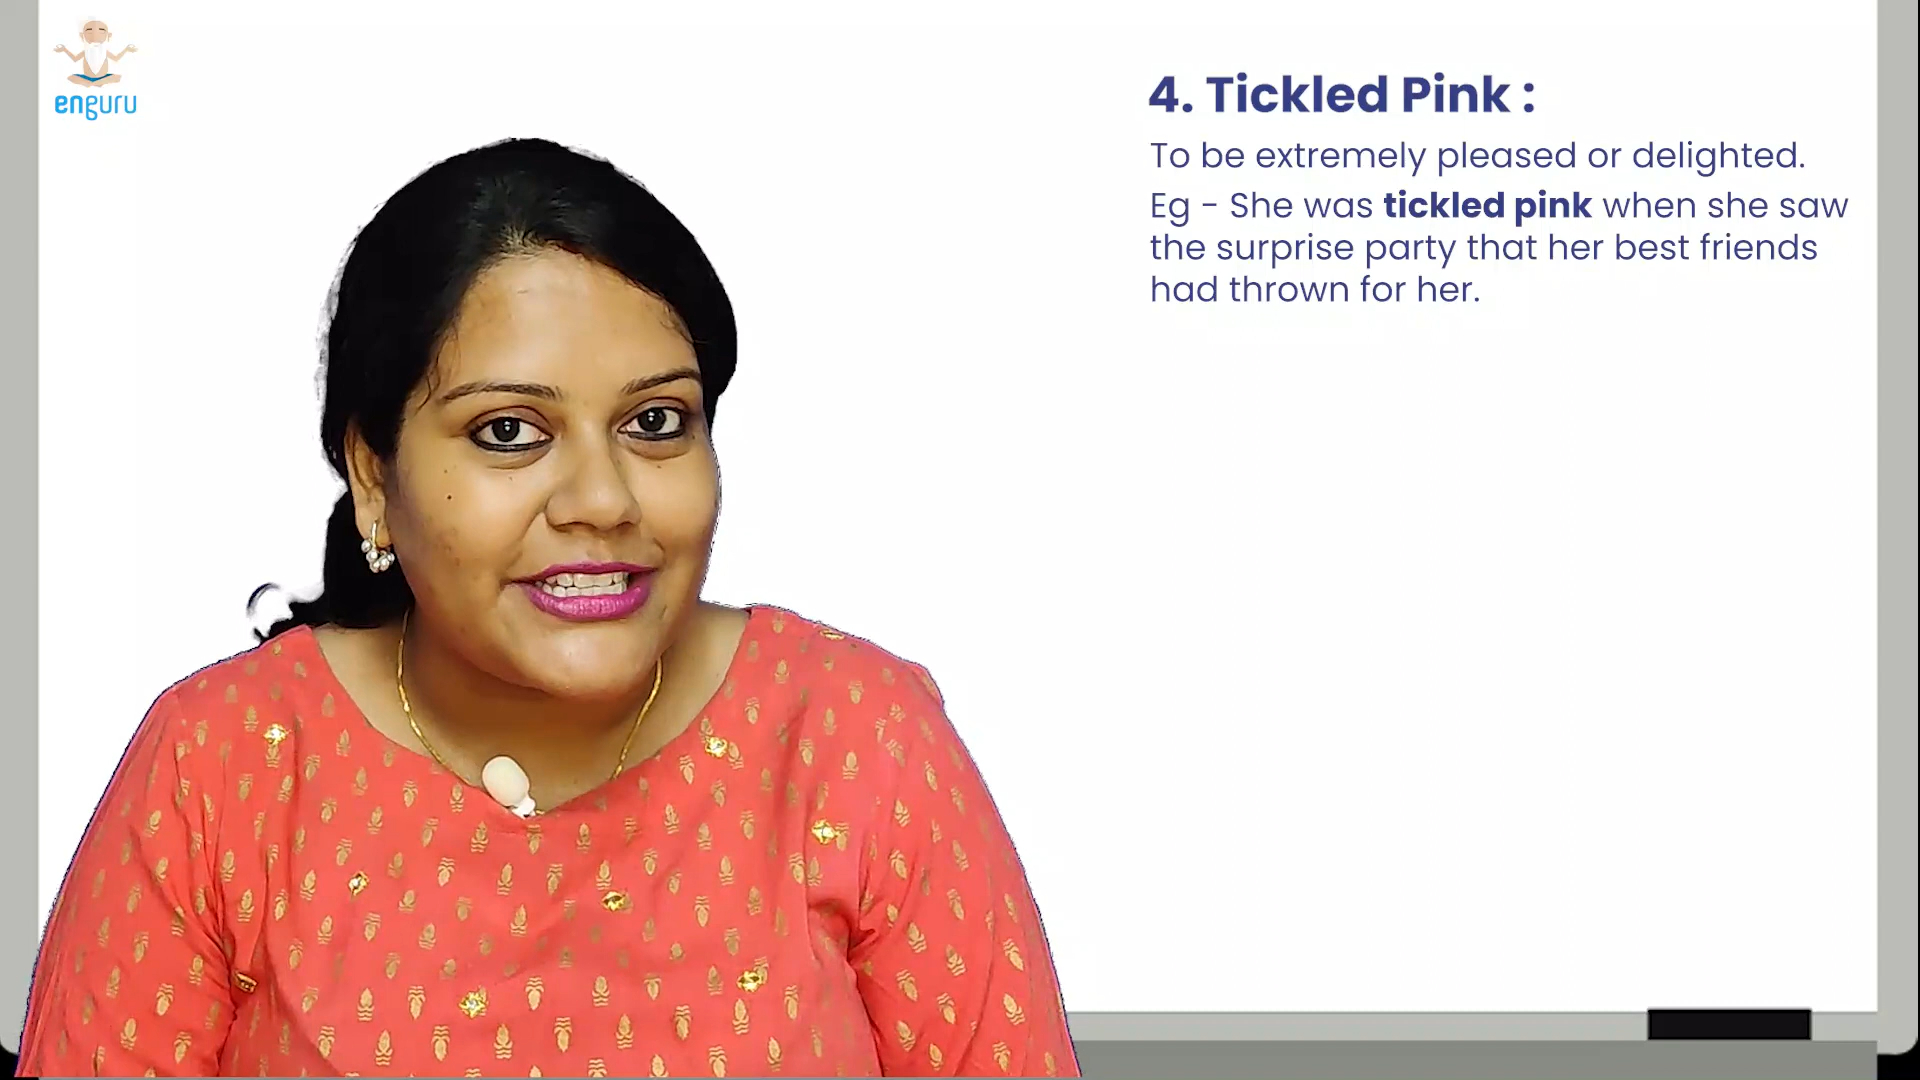 enguru
4. Tickled Pink :
To be extremely pleased or delighted.
Eg - She was tickled pink when she saw
the surprise party that her best friends
had thrown for her.